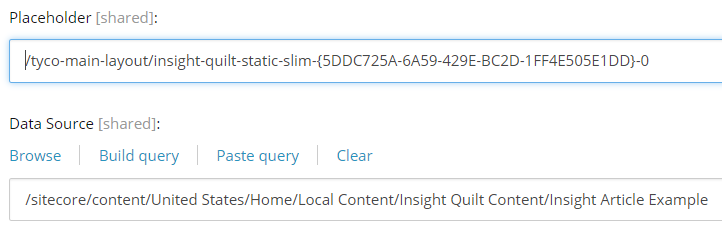 Placeholder [shared]:
/tyco-main-layout/insight-quilt-static-slim-{5DDC725A-6A59-429E-BC2D-1FF4E505E1DD}-0
Data Source [shared]:
Browse Build query Paste query Clear
/sitecore/content/United States/Home/Local Content/Insight Quilt Content/Insight Article Example